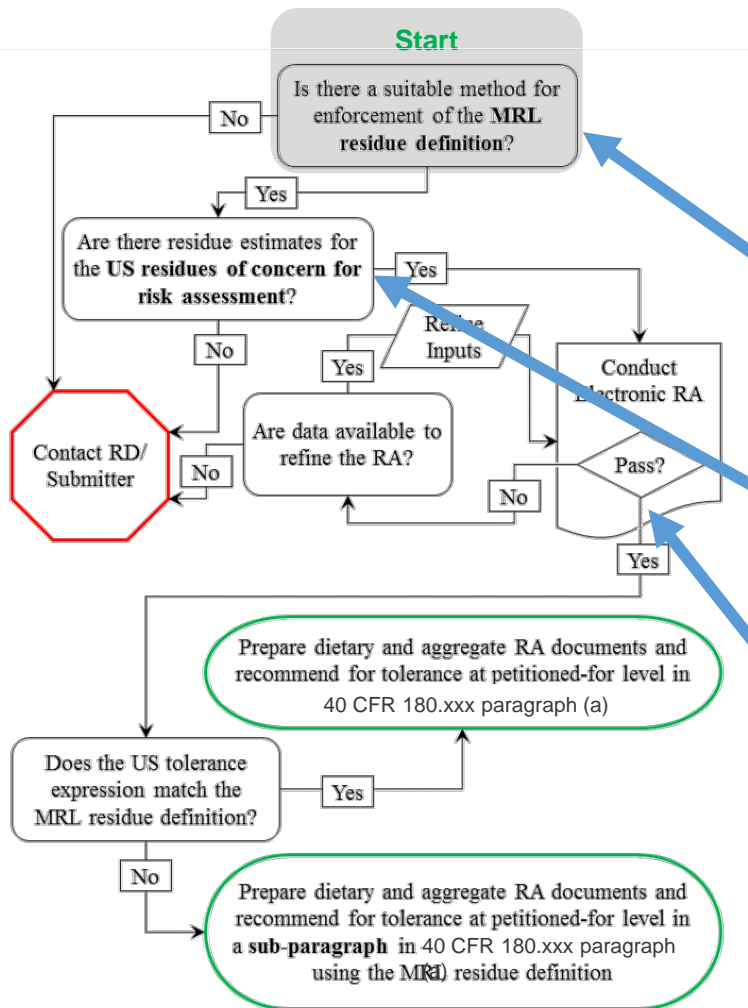 Start
Is there a suitable method for
enforcement of the MRL
residue definition?
No
Yes
Are there residue estimates for
the US residues of concern for
risk assessment?
Yes
No
Refine
Inputs
Yes
Conduct
Electronic RA
Contact RD/
Submitter
Are data available to
refine the RA?
No
Pass?
No
Yes
Prepare dietary and aggregate RA documents and
recommend for tolerance at petitioned-for level in
40 CFR 180.xxx paragraph (a)
Does the US tolerance
expression match the
MRL residue definition?
Yes
No
Prepare dietary and aggregate RA documents and
recommend for tolerance at petitioned-for level in
a sub-paragraph in 40 CFR 180.xxx paragraph
(a)
using the MRL residue definition